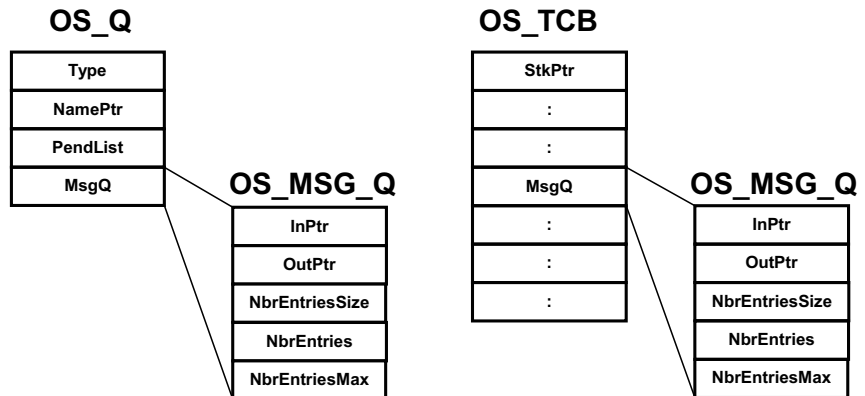 OS_Q
Type
NamePtr
PendList
MsgQ
OS_MSG_Q
InPtr
OutPtr
NbrEntriesSize
NbrEntries
NbrEntriesMax
OS_TCB
StkPtr
:
:
MsgQ
:
:
:
OS_MSG_Q
InPtr
OutPtr
NbrEntriesSize
NbrEntries
NbrEntriesMax